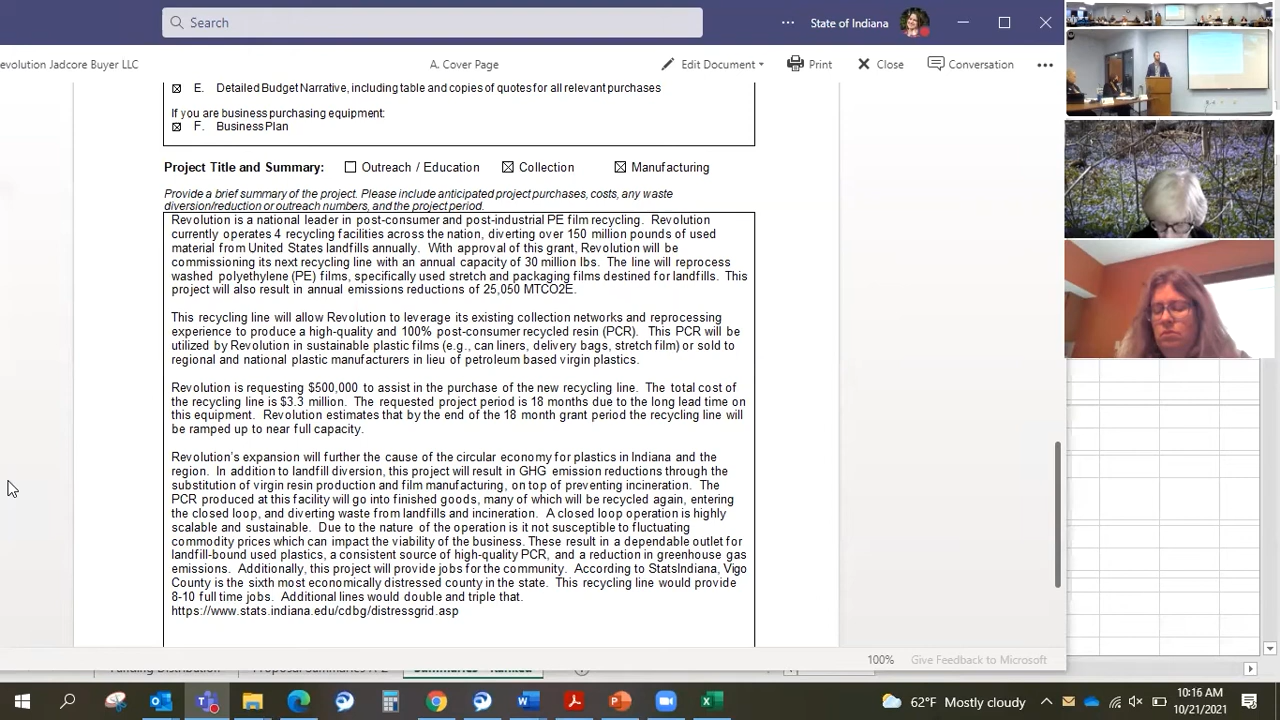 Search
State of Indiana
evolution Jadcore Buyer LLC
A. Cover Page
Edit Document
Print
Close
Conversation
E. Detailed Budget Narrative, including table and copies of quotes for all relevant purchases
If you are business purchasing equipment:
F. Business Plan
Project Title and Summary: Outreach / Education Collection Manufacturing
Provide a brief summary of the project. Please include anticipated project purchases, costs, any waste
diversion/reduction or outreach numbers, and the project period.
Revolution is a national leader in post-consumer and post-industrial PE film recycling. Revolution
currently operates 4 recycling facilities across the nation, diverting over 150 million pounds of used
material from United States landfills annually. With approval of this grant, Revolution will be
commissioning its next recycling line with an annual capacity of 30 million lbs. The line will reprocess
washed polyethylene (PE) films, specifically used stretch and packaging films destined for landfills. This
project will also result in annual emissions reductions of 25,050 MTCO2E.
This recycling line will allow Revolution to leverage its existing collection networks and reprocessing
experience to produce a high-quality and 100% post-consumer recycled resin (PCR). This PCR will be
utilized by Revolution in sustainable plastic films (e.g., can liners, delivery bags, stretch film) or sold to
regional and national plastic manufacturers in lieu of petroleum based virgin plastics.
Revolution is requesting $500,000 to assist in the purchase of the new recycling line. The total cost of
the recycling line is $3.3 million. The requested project period is 18 months due to the long lead time on
this equipment. Revolution estimates that by the end of the 18 month grant period the recycling line will
be ramped up to near full capacity.
Revolution's expansion will further the cause of the circular economy for plastics in Indiana and the
region. In addition to landfill diversion, this project will result in GHG emission reductions through the
substitution of virgin resin production and film manufacturing, on top of preventing incineration. The
PCR produced at this facility will go into finished goods, many of which will be recycled again, entering
the closed loop, and diverting waste from landfills and incineration. A closed loop operation is highly
scalable and sustainable. Due to the nature of the operation is it not susceptible to fluctuating
commodity prices which can impact the viability of the business. These result in a dependable outlet for
landfill-bound used plastics, a consistent source of high-quality PCR, and a reduction in greenhouse gas
emissions. Additionally, this project will provide jobs for the community. According to StatsIndiana, Vigo
County is the sixth most economically distressed county in the state. This recycling line would provide
8-10 full time jobs. Additional lines would double and triple that.
https://www.stats.indiana.edu/cdbg/distressgrid.asp
100%
Give Feedback to Microsoft
62°F Mostly cloudy
10:16 AM
10/21/2021